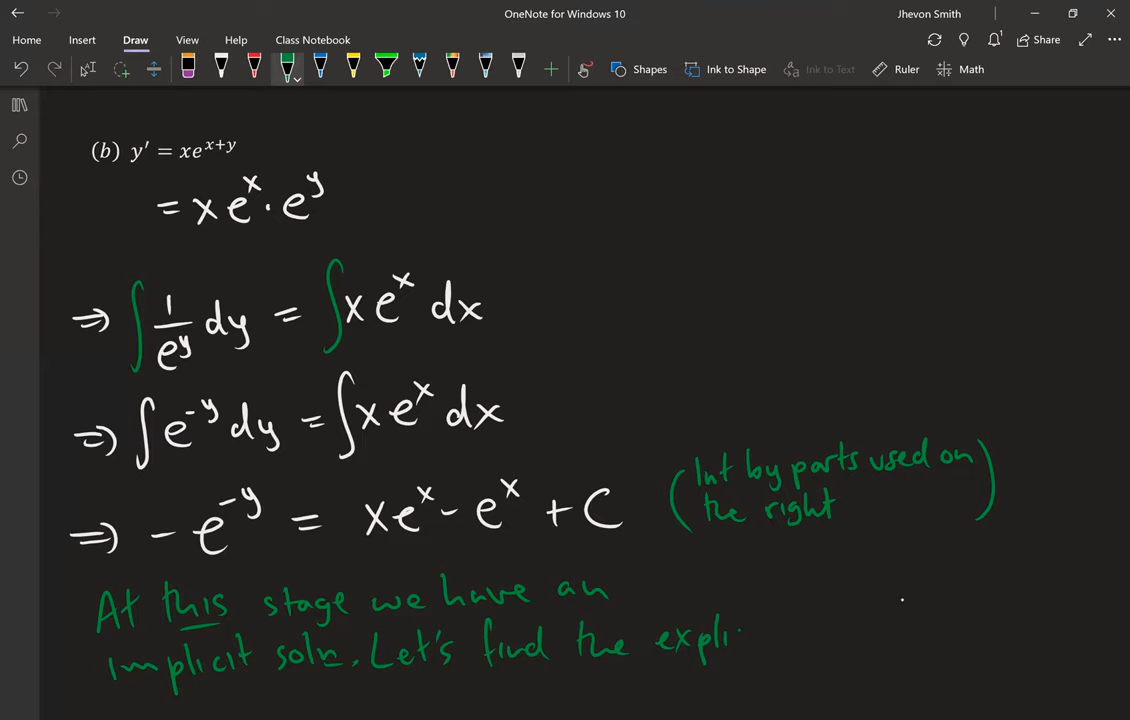 OneNote for Windows 10
Jhevon Smith
Home Insert Draw View Help Class Notebook
Share
Shapes Ink to Shape Ink to Text Ruler Math
(b) y′ = xe^{x+y}
= x e^x · e^y
⇒ ∫ 1/e^y dy = ∫ x e^x dx
⇒ ∫ e^{-y} dy = ∫ x e^x dx
⇒ - e^{-y} = xe^x - e^x + C
(Int by parts used on
the right)
At this stage we have an
implicit soln. Let's find the expli